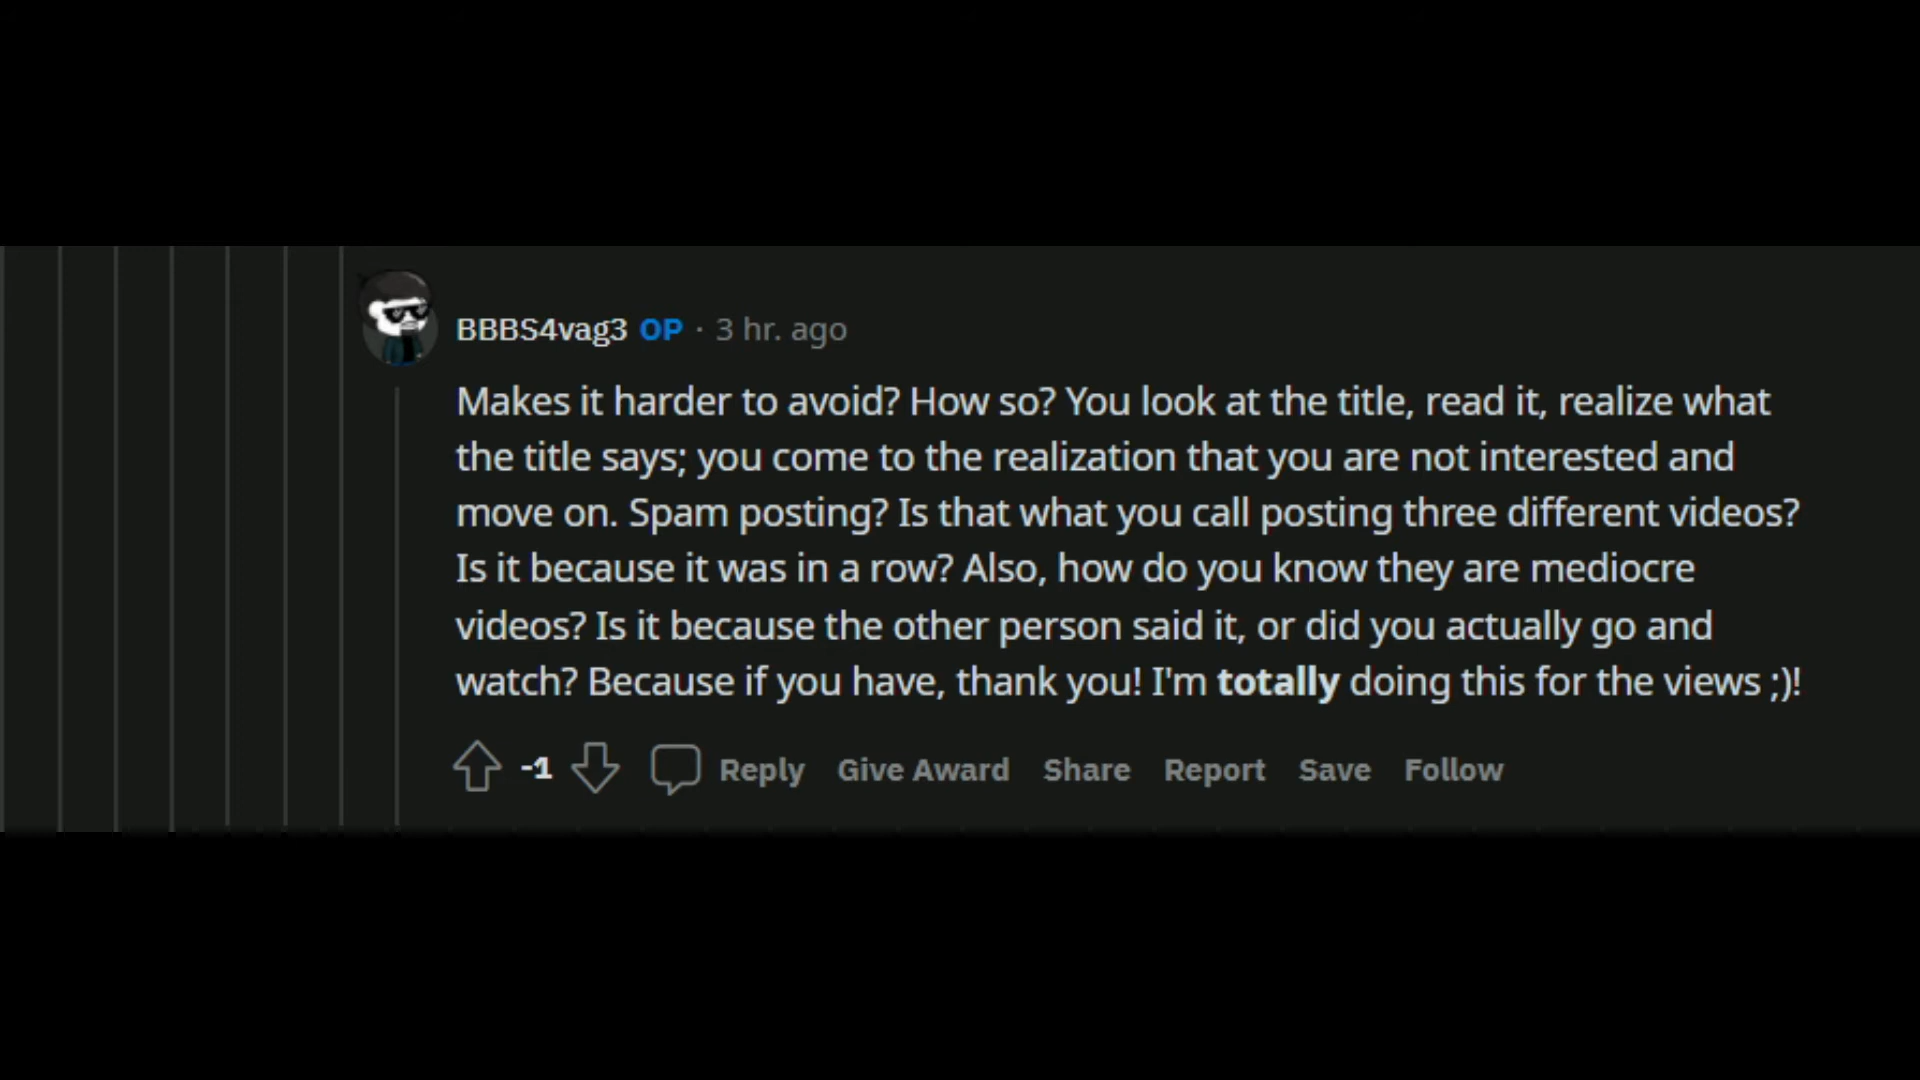 BBBS4vag3 OP · 3 hr. ago
Makes it harder to avoid? How so? You look at the title, read it, realize what
the title says; you come to the realization that you are not interested and
move on. Spam posting? Is that what you call posting three different videos?
Is it because it was in a row? Also, how do you know they are mediocre
videos? Is it because the other person said it, or did you actually go and
watch? Because if you have, thank you! I'm totally doing this for the views ;)!
-1 Reply Give Award Share Report Save Follow